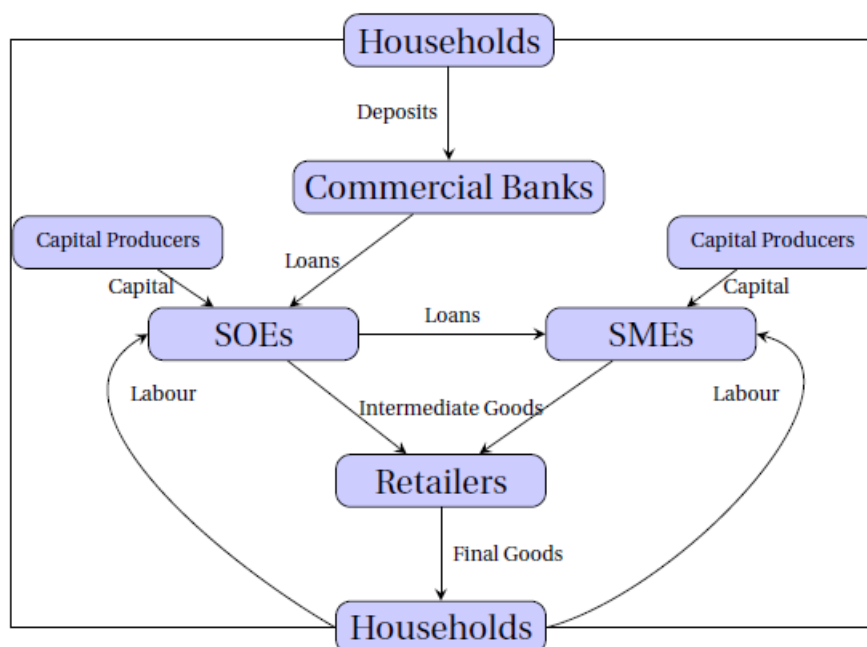 Households
Deposits
Commercial Banks
Capital Producers
Capital Producers
Loans
Capital
Capital
SOEs
Loans
SMEs
Labour
Intermediate Goods
Labour
Retailers
Final Goods
Households